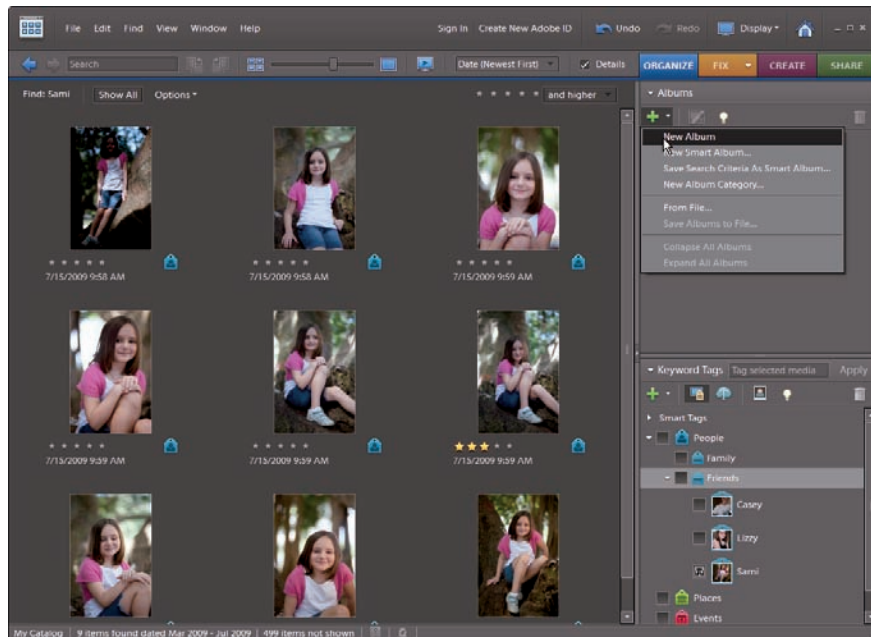 File Edit Find View Window Help Sign In Create New Adobe ID Undo Redo Display
Search Date (Newest First) Details ORGANIZE FIX CREATE SHARE
Find: Sami Show All Options and higher
Albums
New Album
New Smart Album...
Save Search Criteria As Smart Album...
New Album Category...
From File...
Save Albums to File...
Collapse All Albums
Expand All Albums
7/15/2009 9:58 AM 7/15/2009 9:58 AM 7/15/2009 9:59 AM
7/15/2009 9:59 AM 7/15/2009 9:59 AM 7/15/2009 9:59 AM
Keyword Tags Tag selected media Apply
Smart Tags
People
Family
Friends
Casey
Lizzy
Sami
Places
Events
My Catalog 9 items found dated Mar 2009 - Jul 2009 499 items not shown